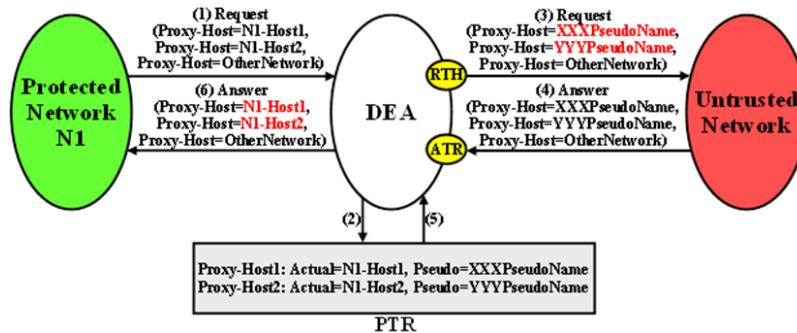 (1) Request
(Proxy-Host=N1-Host1,
Proxy-Host=N1-Host2,
Proxy-Host=OtherNetwork)
(6) Answer
(Proxy-Host=N1-Host1,
Proxy-Host=N1-Host2,
Proxy-Host=OtherNetwork)
Protected
Network
N1
DEA
RTH
ATR
(3) Request
(Proxy-Host=XXXPseudoName,
Proxy-Host=YYYPseudoName,
Proxy-Host=OtherNetwork)
(4) Answer
(Proxy-Host=XXXPseudoName,
Proxy-Host=YYYPseudoName,
Proxy-Host=OtherNetwork)
Untrusted
Network
(2)
(5)
Proxy-Host1: Actual=N1-Host1, Pseudo=XXXPseudoName
Proxy-Host2: Actual=N1-Host2, Pseudo=YYYPseudoName
PTR